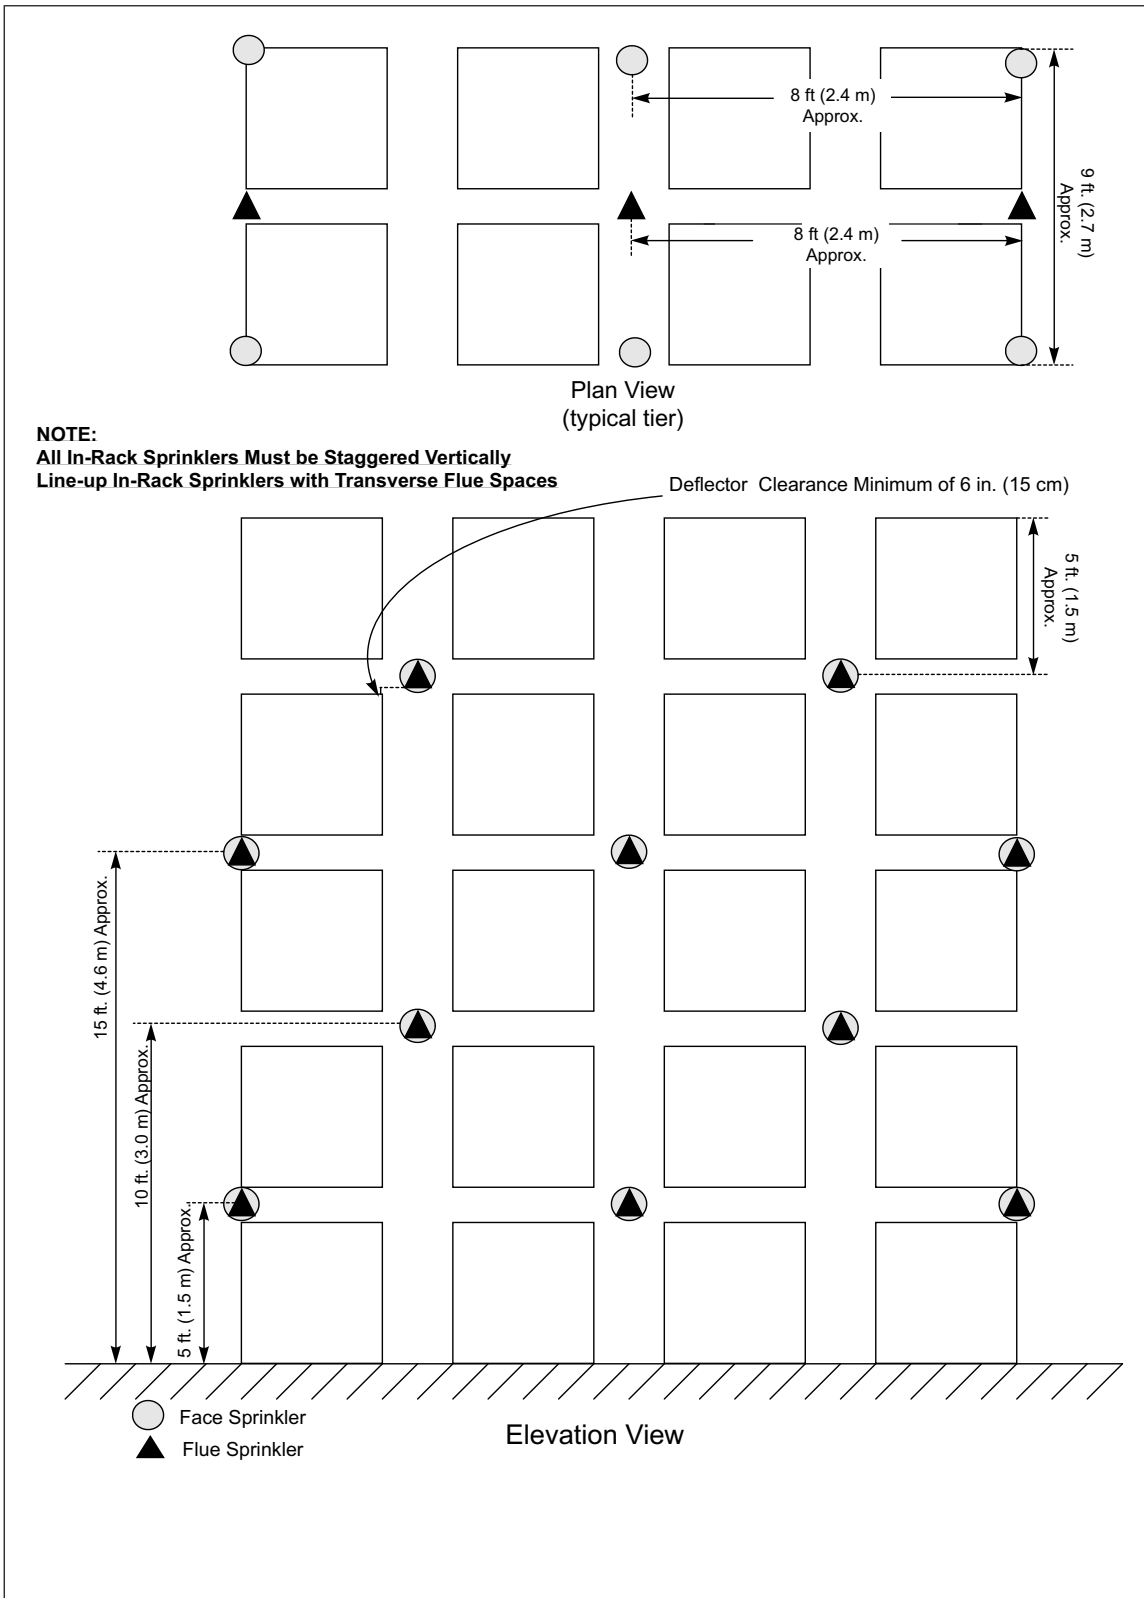 8 ft (2.4 m)
Approx.
9 ft. (2.7 m)
Approx.
8 ft (2.4 m)
Approx.
Plan View
(typical tier)
NOTE:
All In-Rack Sprinklers Must be Staggered Vertically
Line-up In-Rack Sprinklers with Transverse Flue Spaces
Deflector Clearance Minimum of 6 in. (15 cm)
5 ft. (1.5 m)
Approx.
15 ft. (4.6 m) Approx.
10 ft. (3.0 m) Approx.
5 ft. (1.5 m) Approx.
Face Sprinkler
Flue Sprinkler
Elevation View